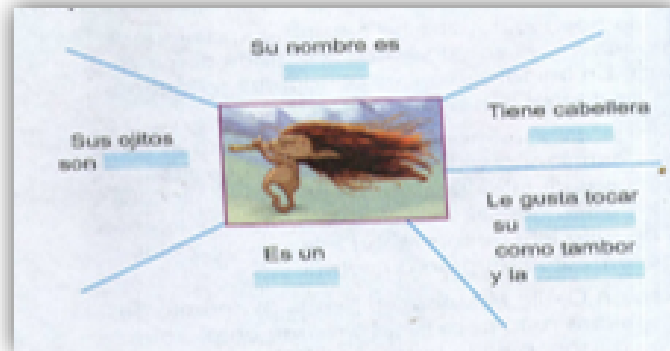 Su nombre es
Tiene cabellera
Sus ojitos
son
Le gusta tocar
su
como tambor
y la
Es un